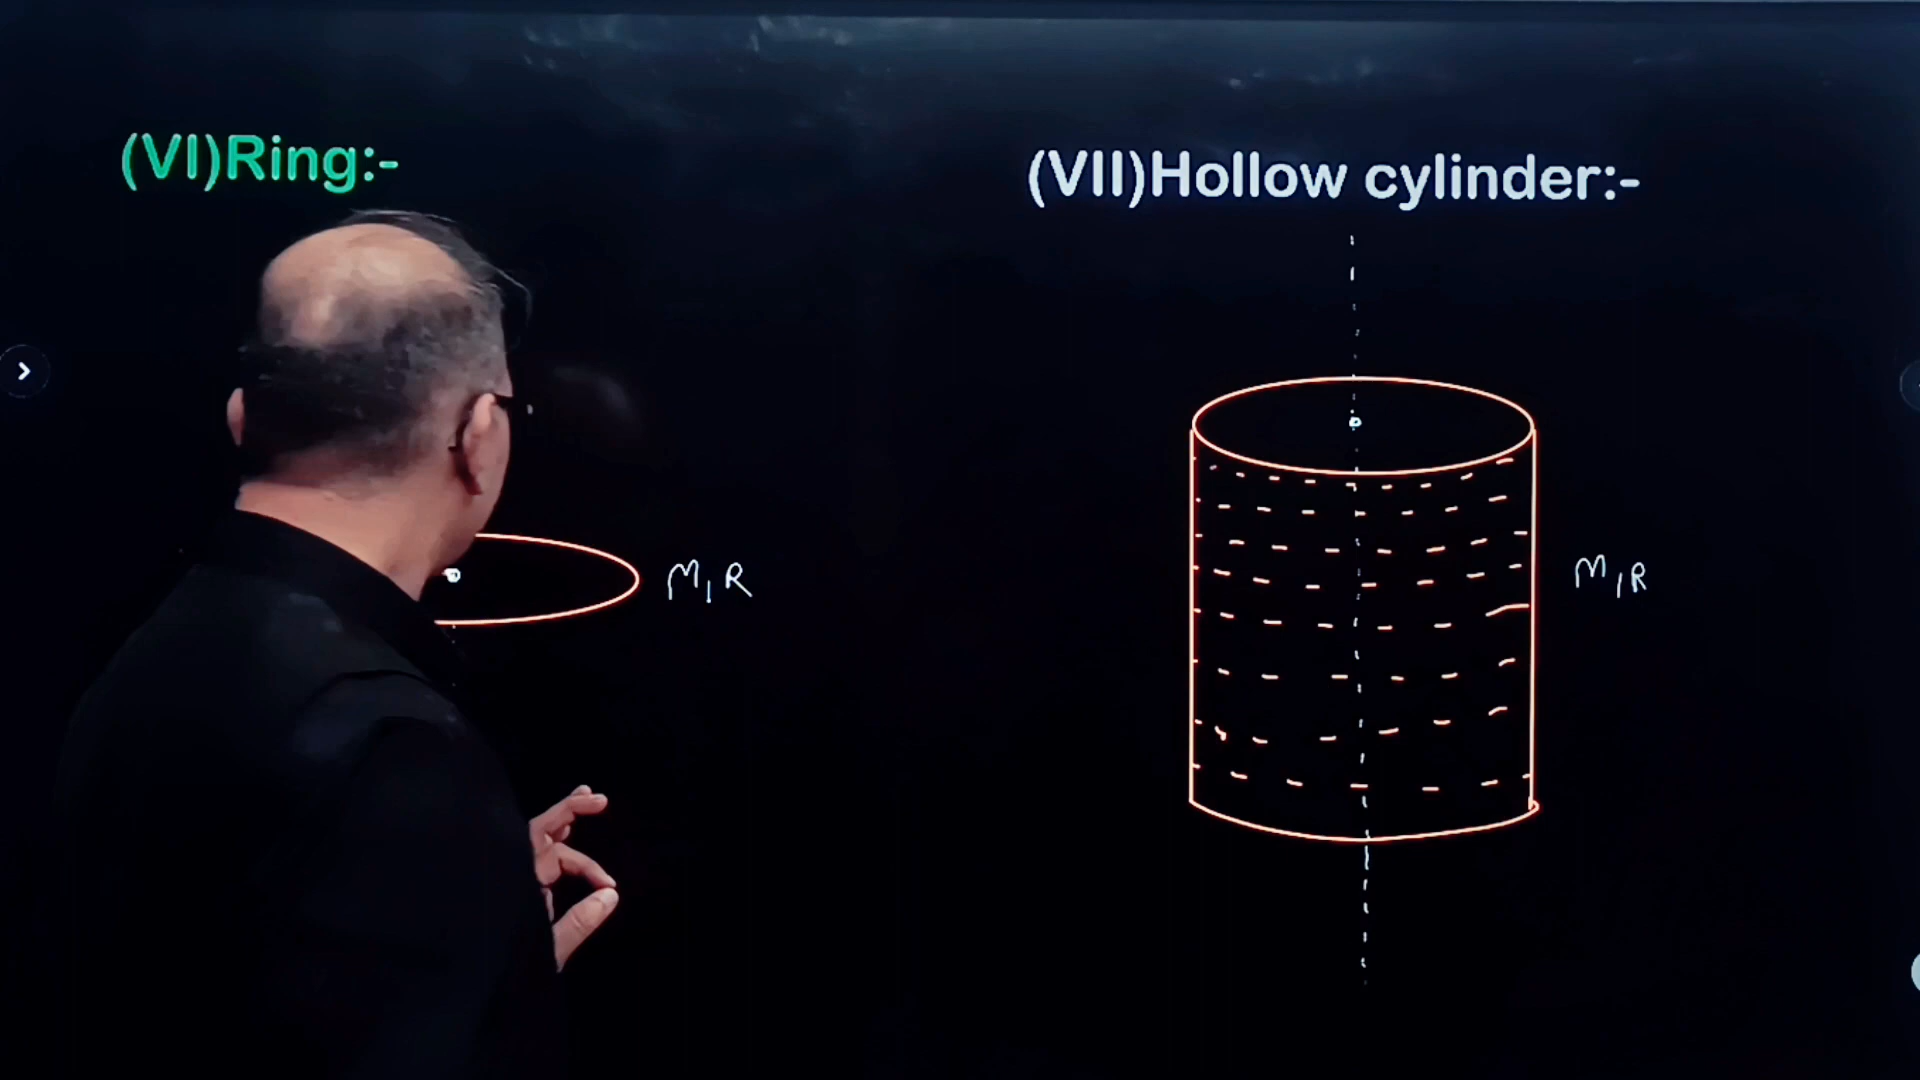 (VI)Ring:-
M, R
(VII)Hollow cylinder:-
M, R